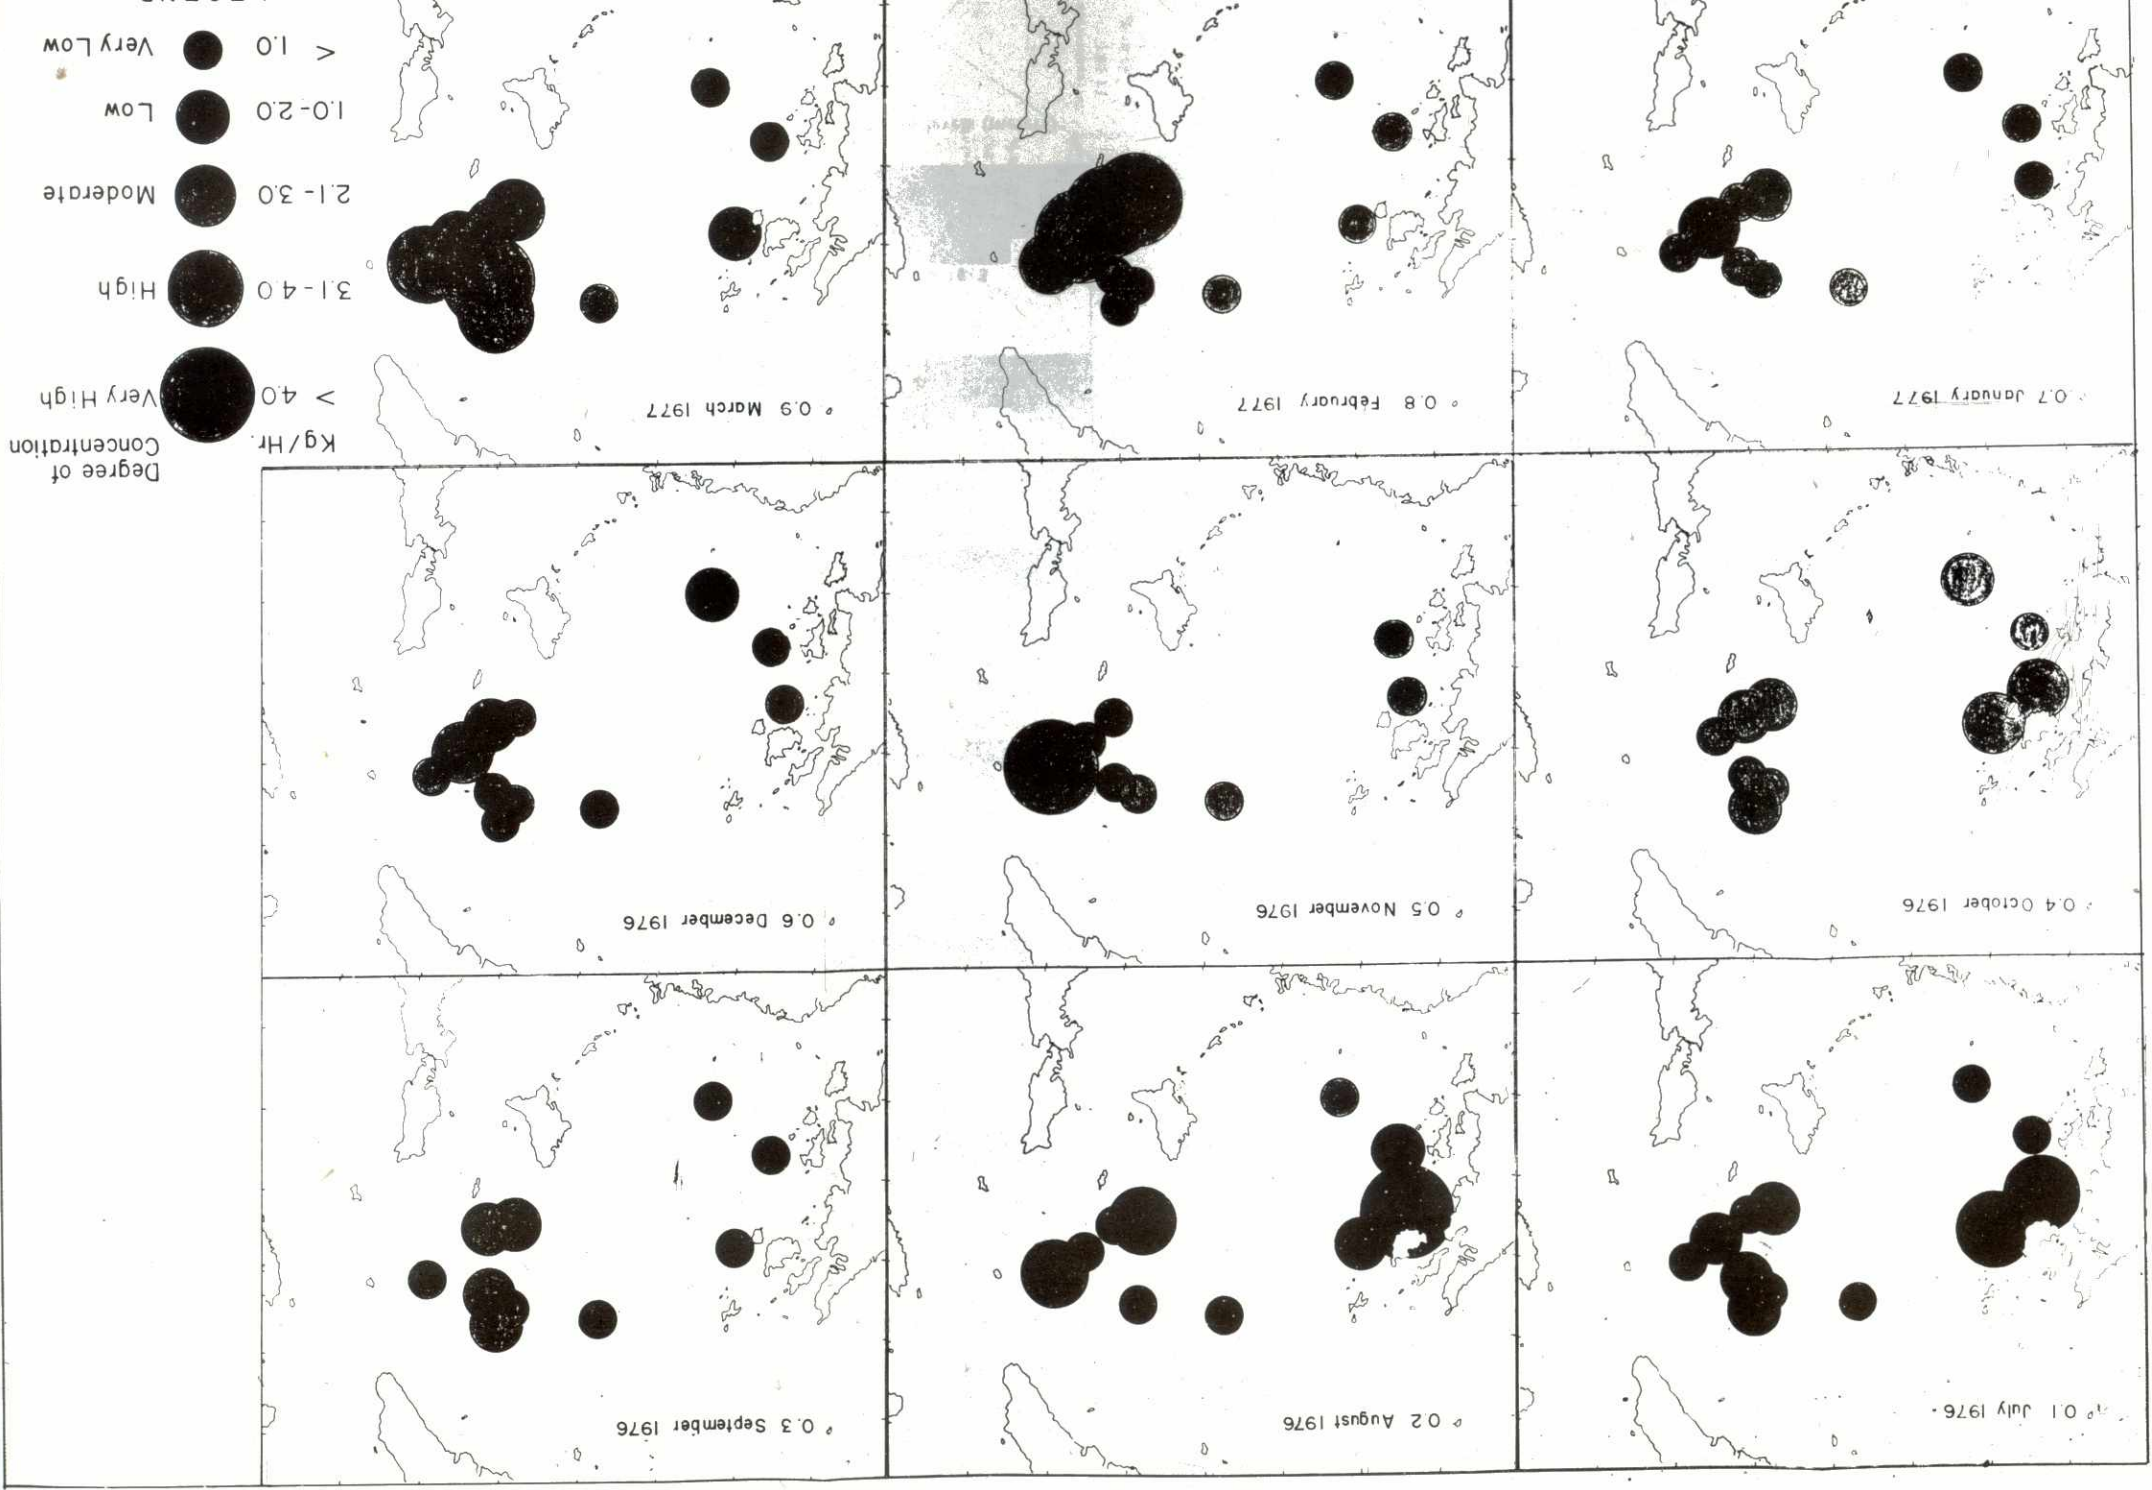 0.1 July 1976
0.2 August 1976
0.3 September 1976
0.4 October 1976
0.5 November 1976
0.6 December 1976
0.7 January 1977
0.8 February 1977
0.9 March 1977
Kg/Hr.
Degree of
Concentration
> 4.0 Very High
3.1-4.0 High
2.1-3.0 Moderate
1.0-2.0 Low
< 1.0 Very Low